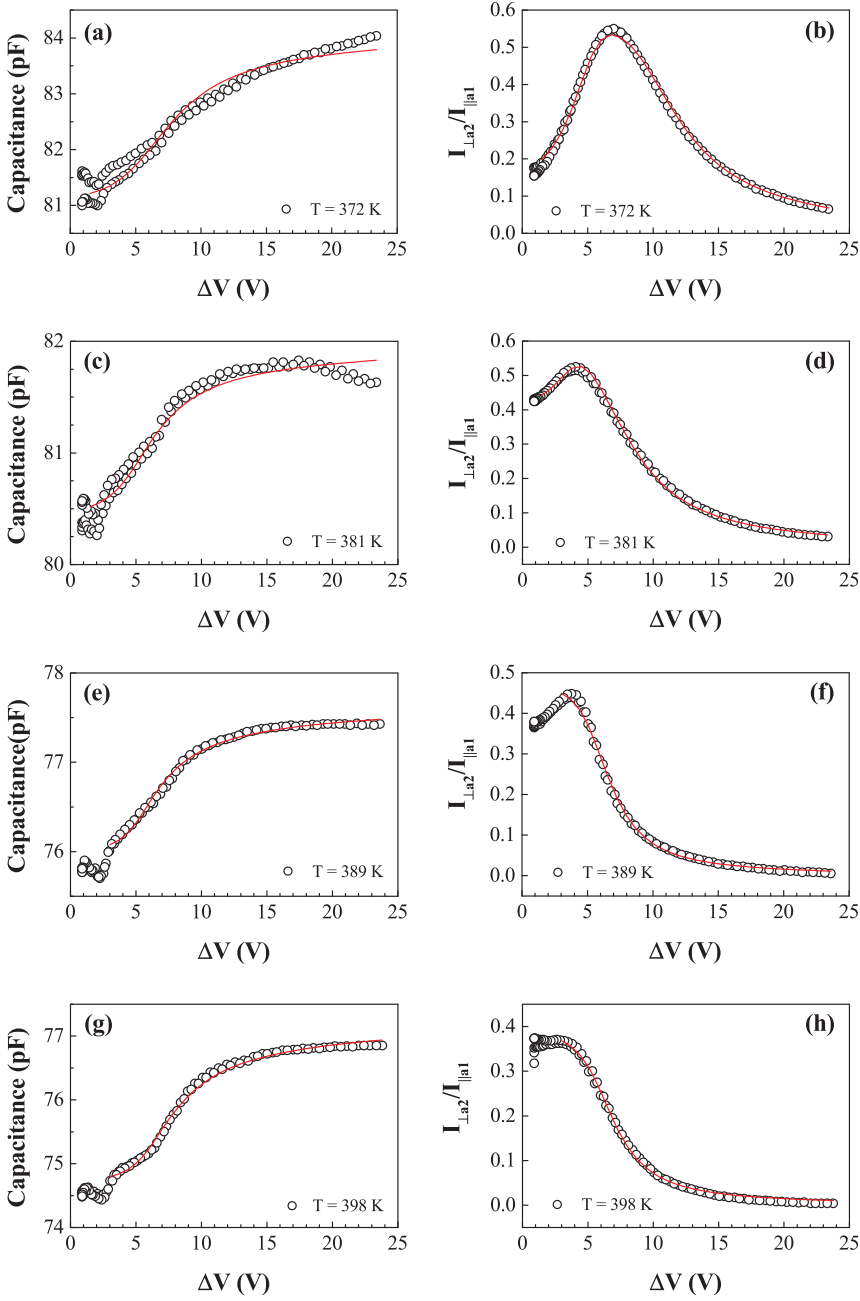 (a)
Capacitance (pF)
84
83
82
81
T = 372 K
0 5 10 15 20 25
ΔV (V)
(b)
I⊥a2/I||a1
0.6
0.5
0.4
0.3
0.2
0.1
0.0
T = 372 K
0 5 10 15 20 25
ΔV (V)
(c)
Capacitance (pF)
82
81
80
T = 381 K
0 5 10 15 20 25
ΔV (V)
(d)
I⊥a2/I||a1
0.6
0.5
0.4
0.3
0.2
0.1
0.0
T = 381 K
0 5 10 15 20 25
ΔV (V)
(e)
Capacitance(pF)
78
77
76
T = 389 K
0 5 10 15 20 25
ΔV (V)
(f)
I⊥a2/I||a1
0.5
0.4
0.3
0.2
0.1
0.0
T = 389 K
0 5 10 15 20 25
ΔV (V)
(g)
Capacitance (pF)
77
76
75
74
T = 398 K
0 5 10 15 20 25
ΔV (V)
(h)
I⊥a2/I||a1
0.4
0.3
0.2
0.1
0.0
T = 398 K
0 5 10 15 20 25
ΔV (V)